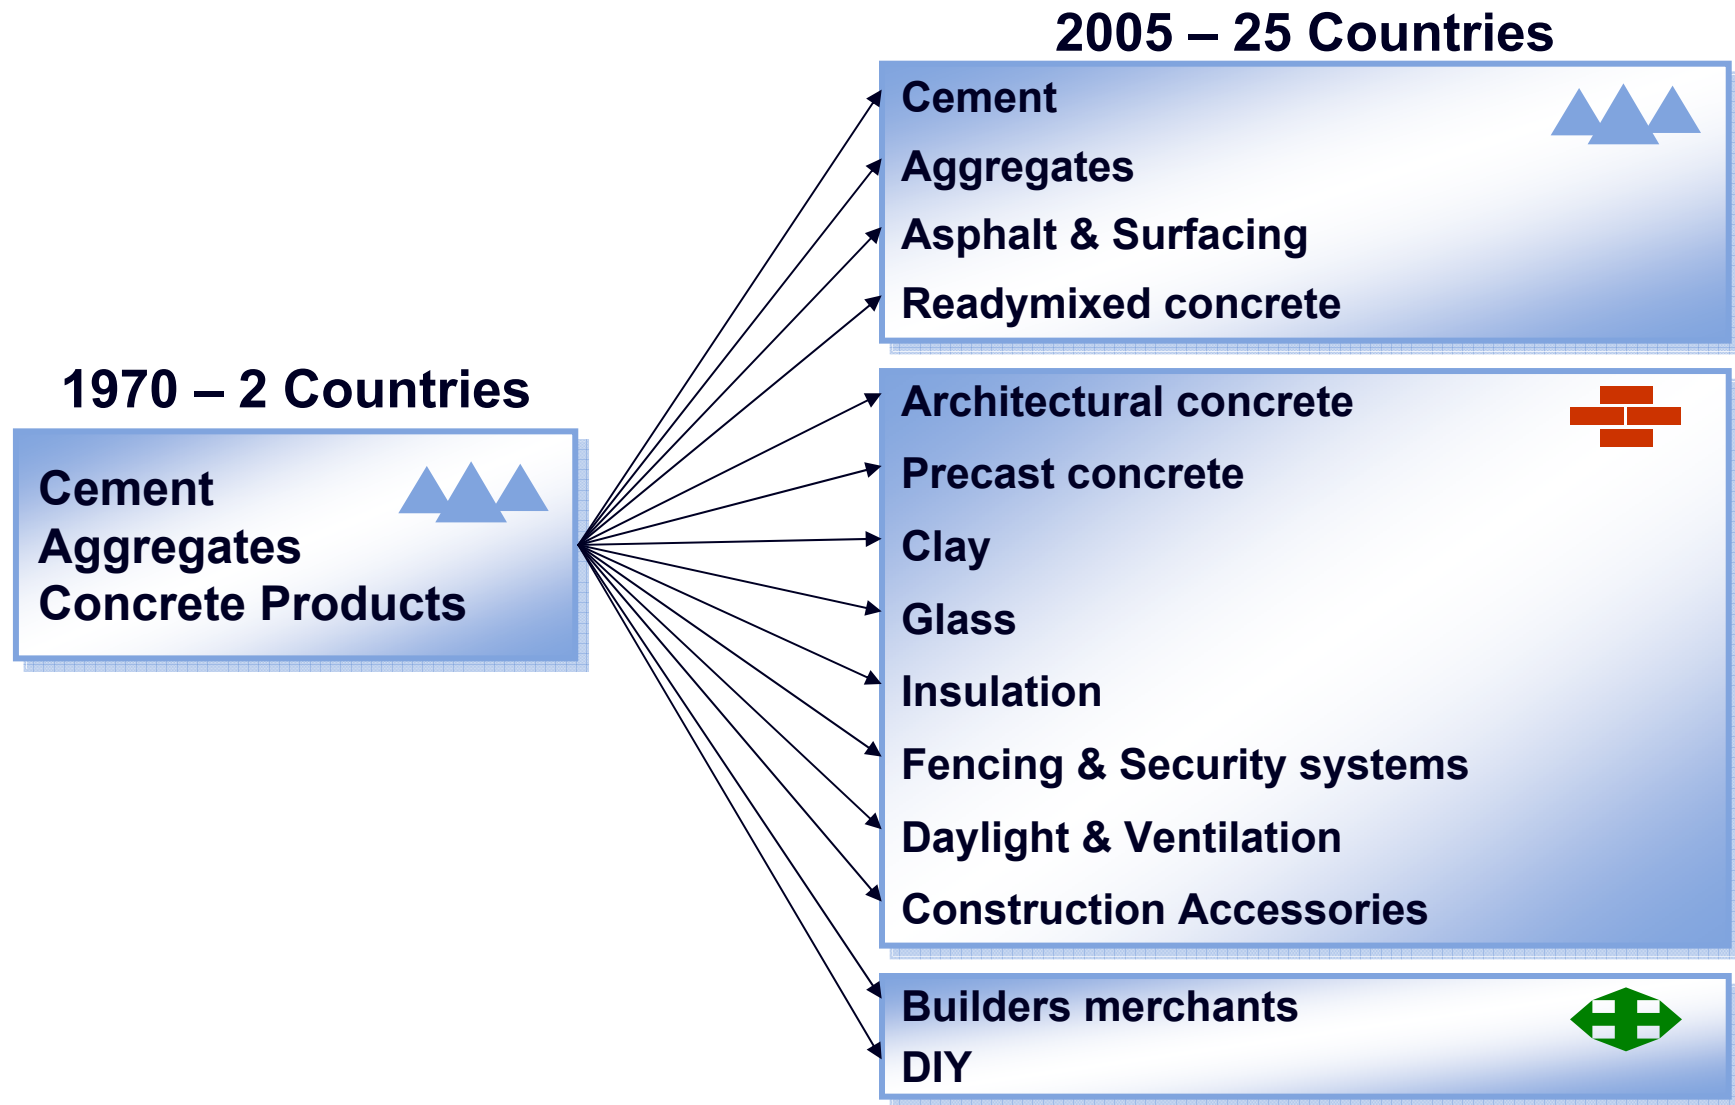 2005 – 25 Countries
Cement
Aggregates
Asphalt & Surfacing
Readymixed concrete
1970 – 2 Countries
Cement
Aggregates
Concrete Products
Architectural concrete
Precast concrete
Clay
Glass
Insulation
Fencing & Security systems
Daylight & Ventilation
Construction Accessories
Builders merchants
DIY